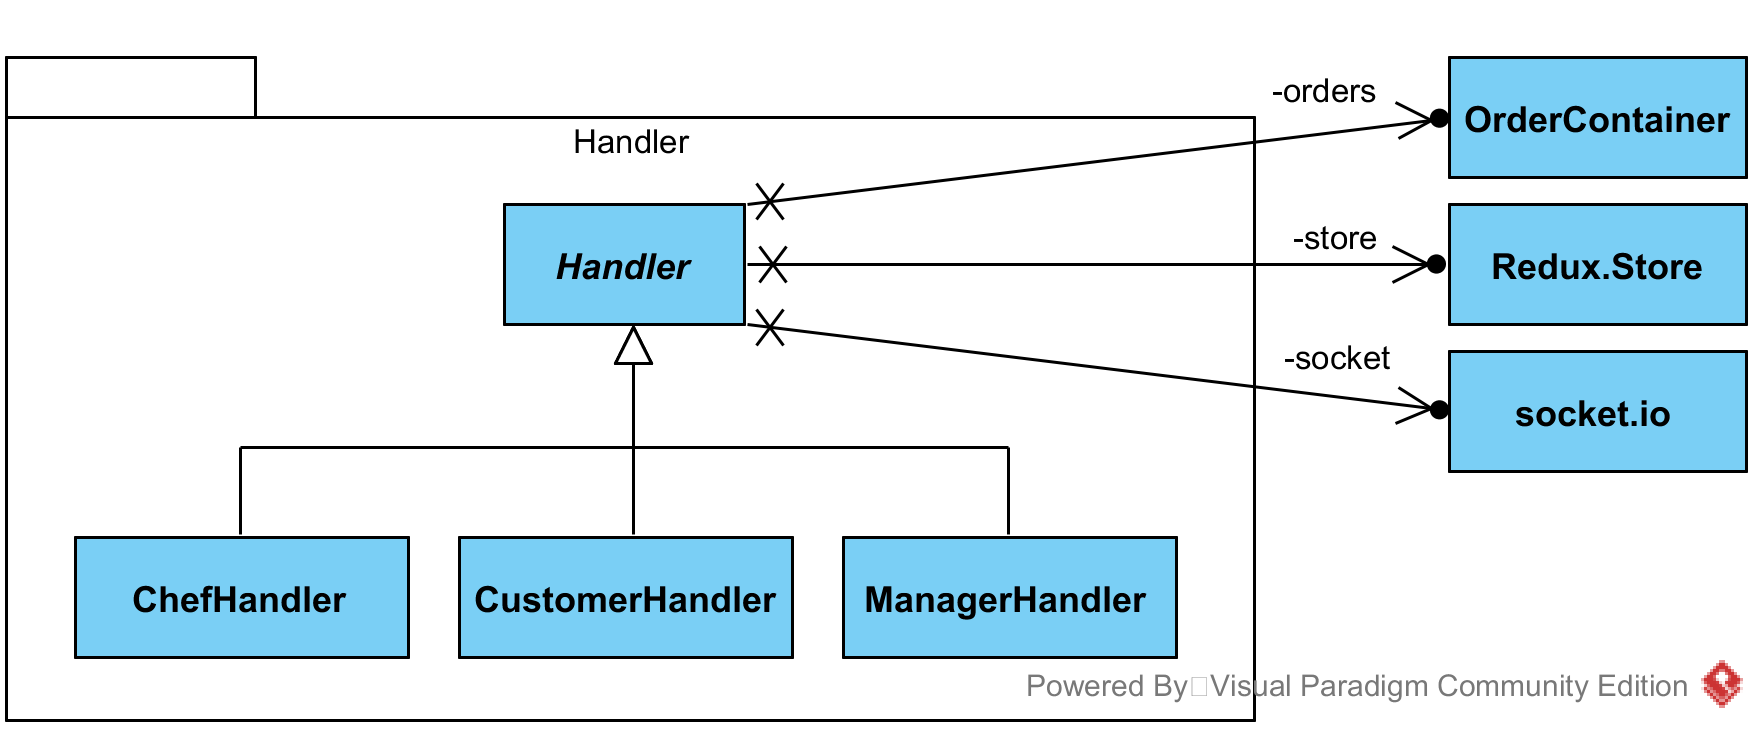 -orders
OrderContainer
Handler
Handler
-store
Redux.Store
-socket
socket.io
ChefHandler
CustomerHandler
ManagerHandler
Powered By Visual Paradigm Community Edition